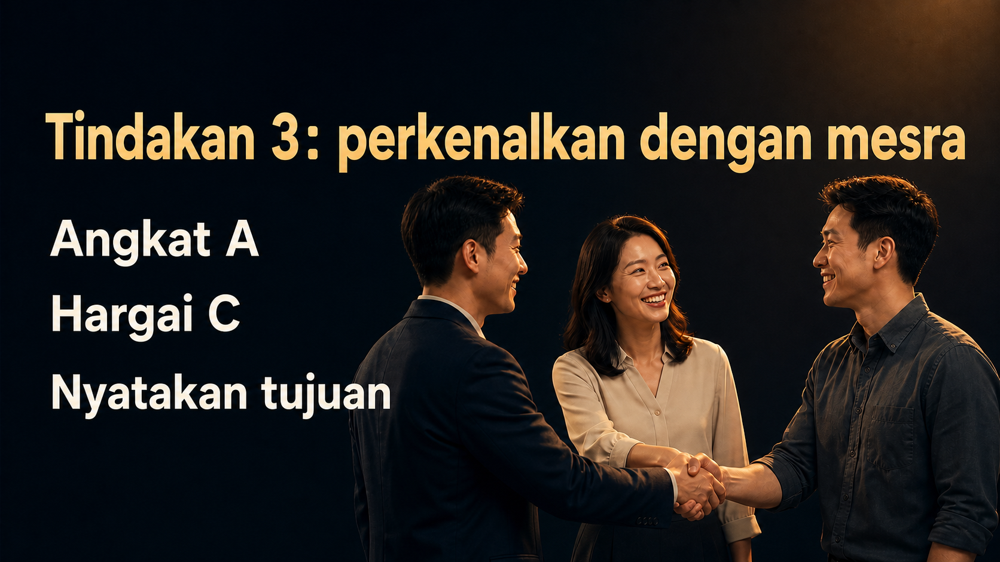 Tindakan 3: perkenalkan dengan mesra
Angkat A
Hargai C
Nyatakan tujuan